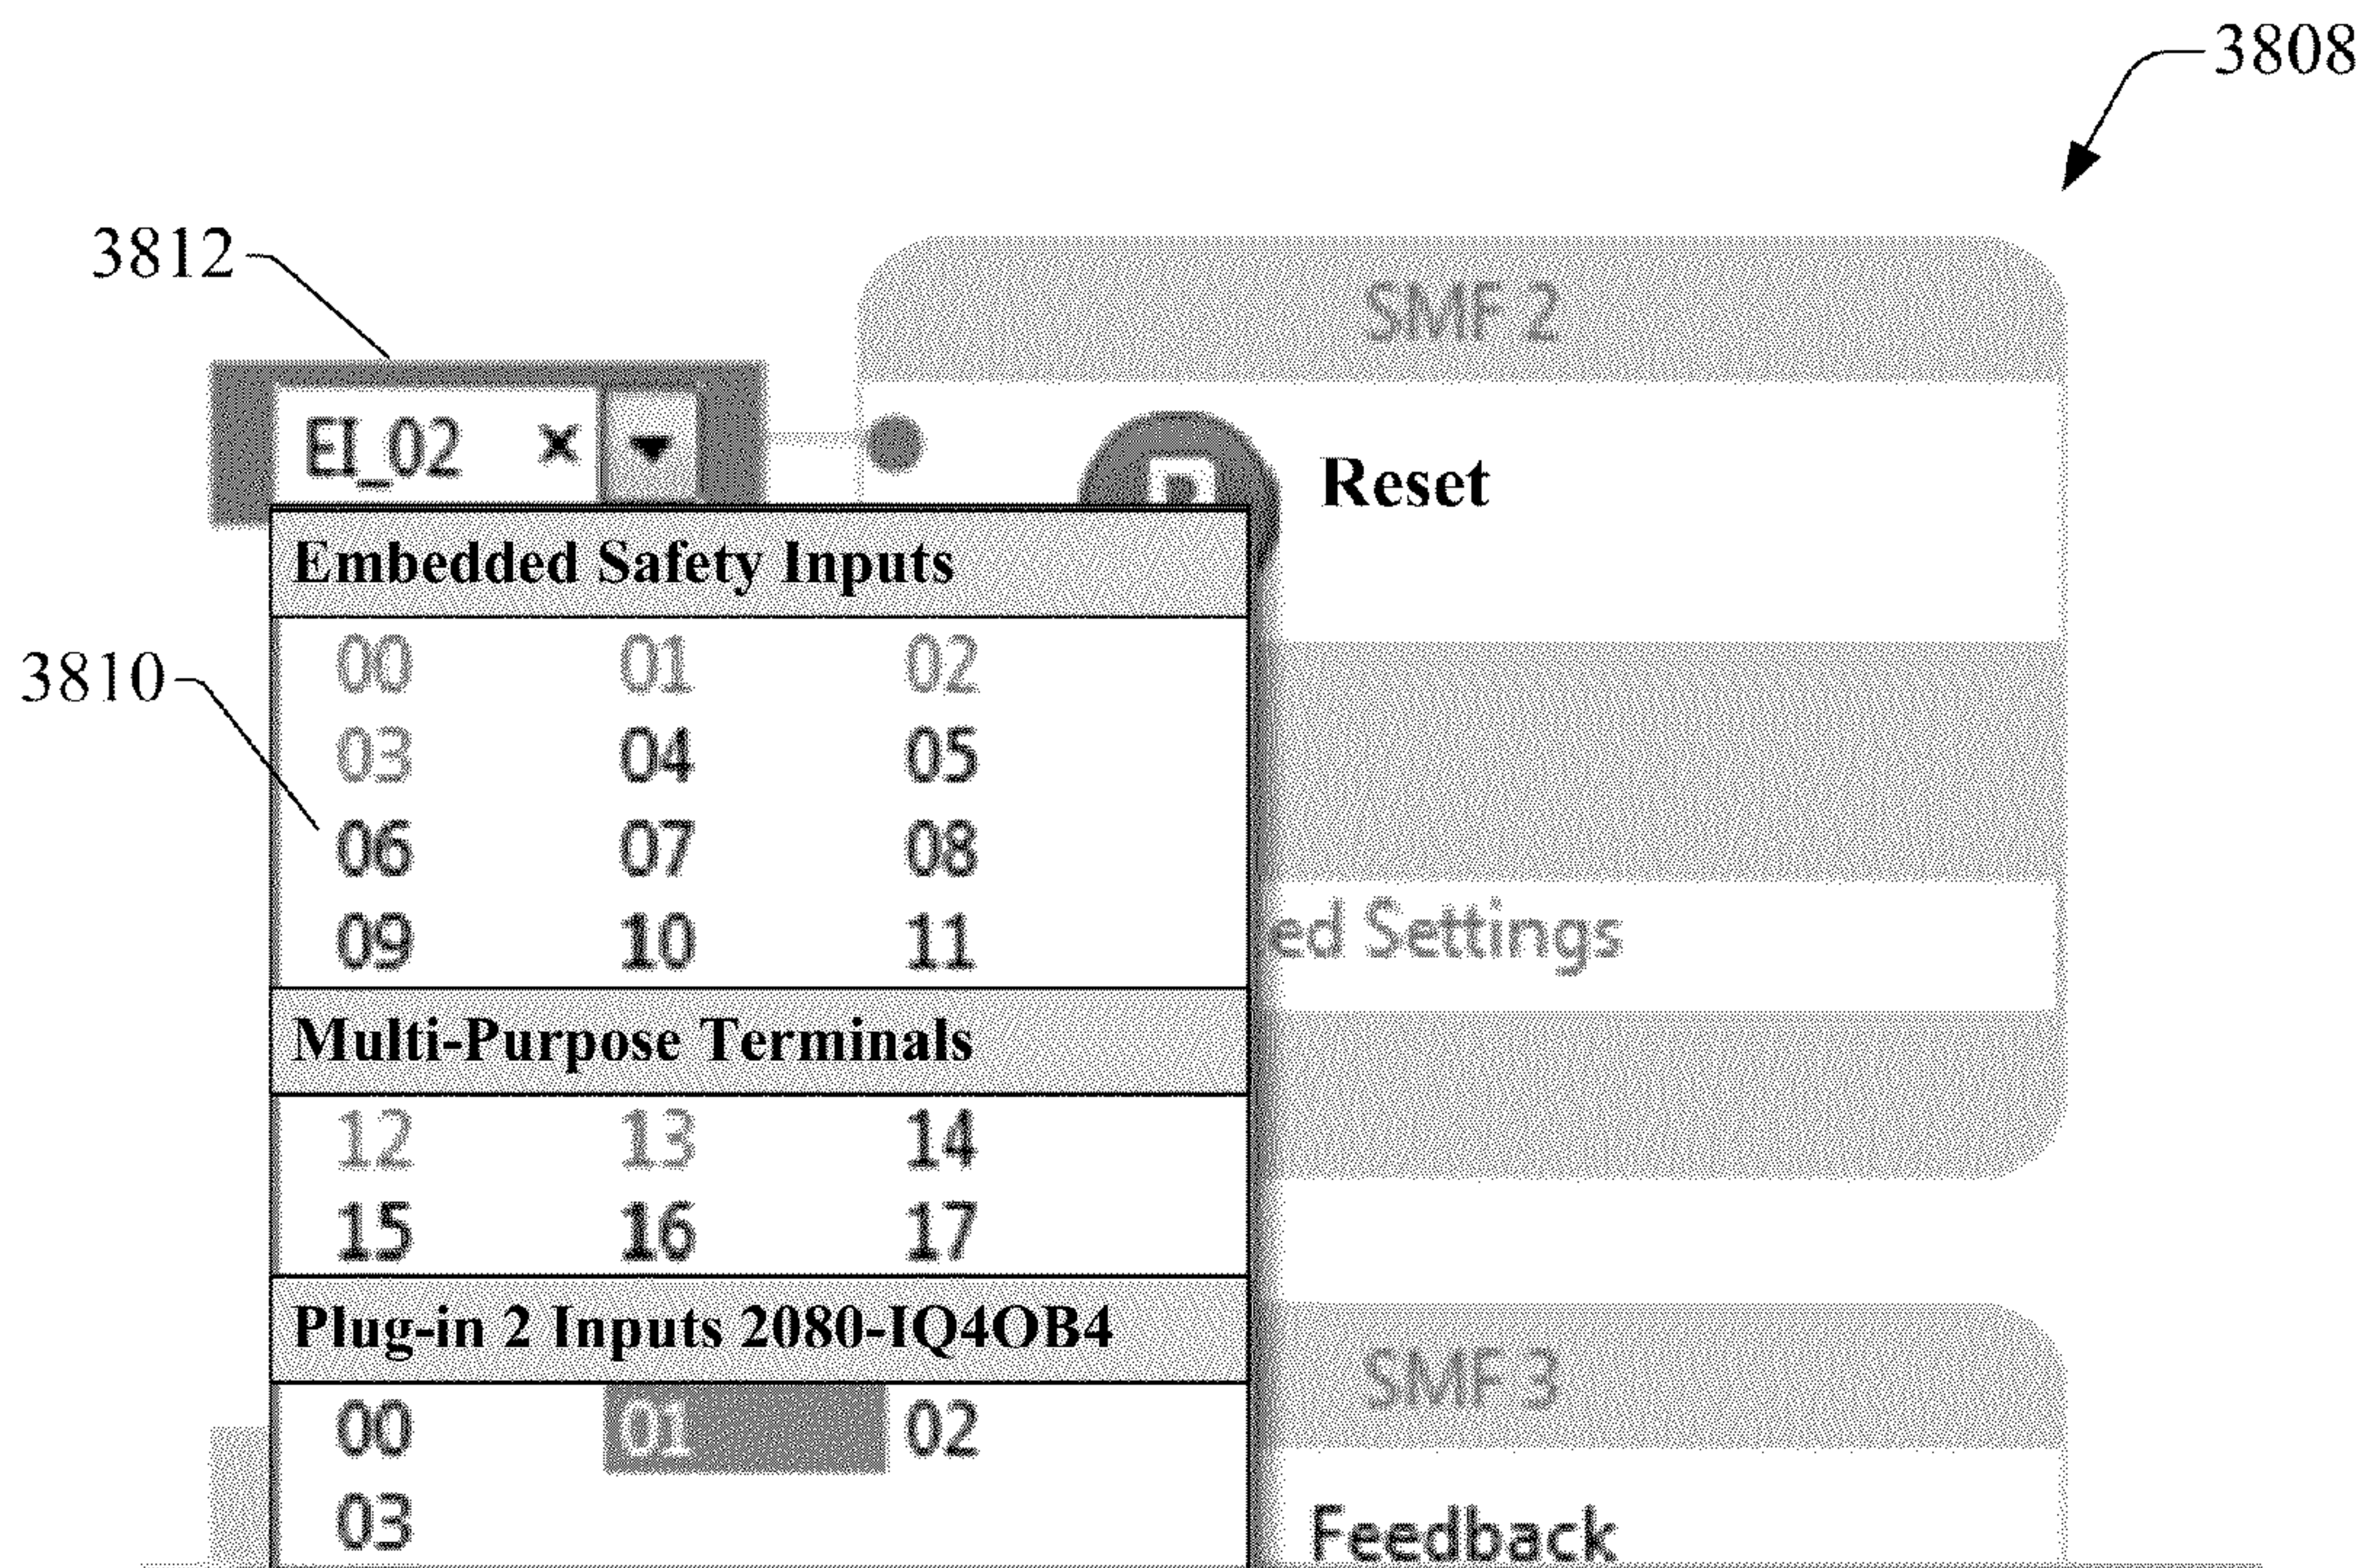 3808
3812
SMF 2
EI_02 ×
Reset
Embedded Safety Inputs
00 01 02
3810
03 04 05
06 07 08
09 10 11
ed Settings
Multi-Purpose Terminals
12 13 14
15 16 17
Plug-in 2 Inputs 2080-IQ4OB4
SMF 3
00 01 02
03
Feedback